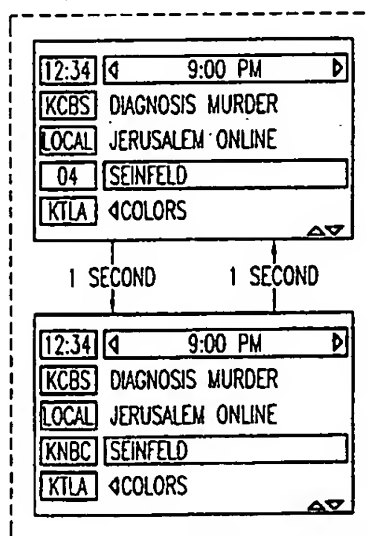 12:34 ◁ 9:00 PM ▷
KCBS DIAGNOSIS MURDER
LOCAL JERUSALEM ONLINE
04 SEINFELD
KTLA ◁COLORS
△▽
1 SECOND 1 SECOND
12:34 ◁ 9:00 PM ▷
KCBS DIAGNOSIS MURDER
LOCAL JERUSALEM ONLINE
KNBC SEINFELD
KTLA ◁COLORS
△▽